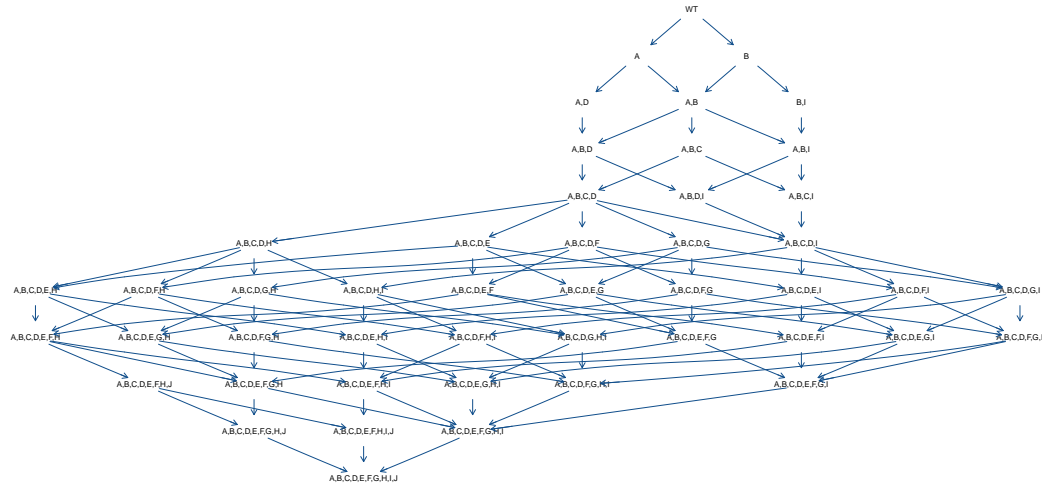 WT
A B
A,D A,B B,I
A,B,D A,B,C A,B,I
A,B,C,D A,B,D,I A,B,C,I
A,B,C,D,H A,B,C,D,E A,B,C,D,F A,B,C,D,G A,B,C,D,I
A,B,C,D,E,H A,B,C,D,F,H A,B,C,D,G,H A,B,C,D,H,I A,B,C,D,E,F A,B,C,D,E,G A,B,C,D,F,G A,B,C,D,E,I A,B,C,D,F,I A,B,C,D,G,I
A,B,C,D,E,F,H A,B,C,D,E,G,H A,B,C,D,F,G,H A,B,C,D,E,H,I A,B,C,D,F,H,I A,B,C,D,G,H,I A,B,C,D,E,F,G A,B,C,D,E,F,I A,B,C,D,E,G,I A,B,C,D,F,G,I
A,B,C,D,E,F,H,J A,B,C,D,E,F,G,H A,B,C,D,E,F,H,I A,B,C,D,E,G,H,I A,B,C,D,F,G,H,I A,B,C,D,E,F,G,I
A,B,C,D,E,F,G,H,J A,B,C,D,E,F,H,I,J A,B,C,D,E,F,G,H,I
A,B,C,D,E,F,G,H,I,J